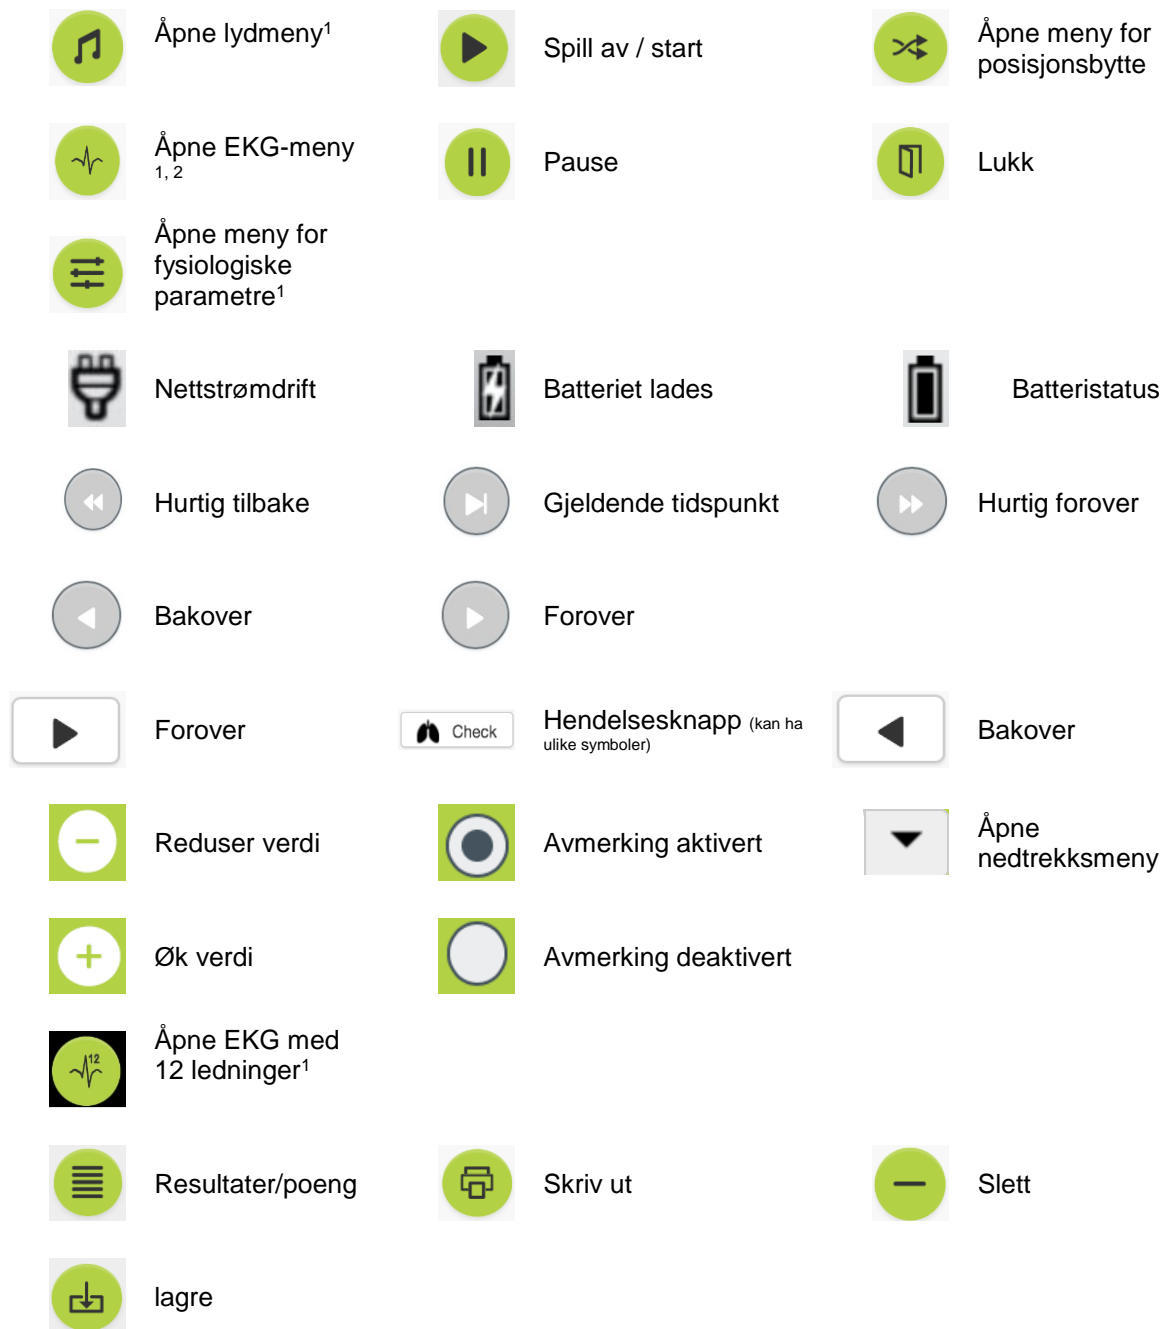 Åpne lydmeny¹
Spill av / start
Åpne meny for
posisjonsbytte
Åpne EKG-meny
1, 2
Pause
Lukk
Åpne meny for
fysiologiske
parametre¹
Nettstrømdrift
Batteriet lades
Batteristatus
Hurtig tilbake
Gjeldende tidspunkt
Hurtig forover
Bakover
Forover
Forover
Check
Hendelsesknapp (kan ha
ulike symboler)
Bakover
Reduser verdi
Avmerking aktivert
Åpne
nedtrekksmeny
Øk verdi
Avmerking deaktivert
12
Åpne EKG med
12 ledninger¹
Resultater/poeng
Skriv ut
Slett
lagre